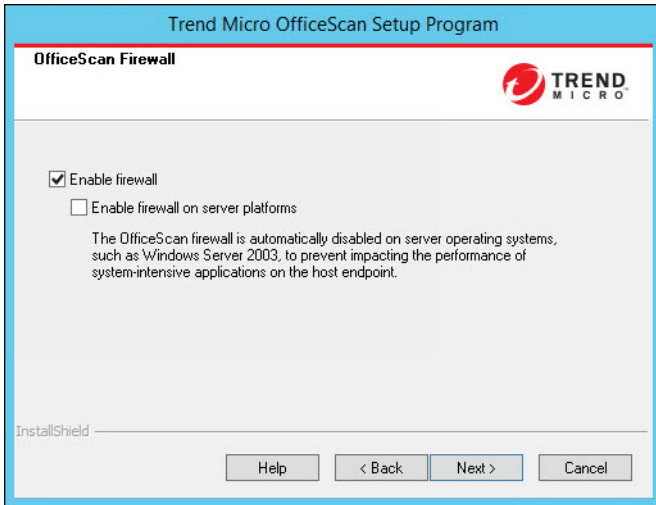 Trend Micro OfficeScan Setup Program
OfficeScan Firewall
TREND
MICRO
Enable firewall
Enable firewall on server platforms
The OfficeScan firewall is automatically disabled on server operating systems,
such as Windows Server 2003, to prevent impacting the performance of
system-intensive applications on the host endpoint.
InstallShield
Help < Back Next > Cancel